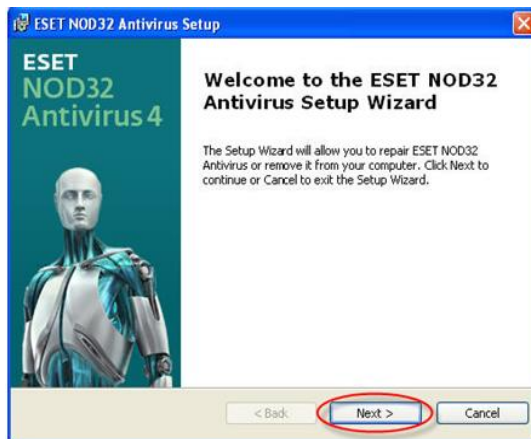 ESET NOD32 Antivirus Setup
ESET
NOD32
Antivirus 4
Welcome to the ESET NOD32
Antivirus Setup Wizard
The Setup Wizard will allow you to repair ESET NOD32
Antivirus or remove it from your computer. Click Next to
continue or Cancel to exit the Setup Wizard.
< Back
Next >
Cancel